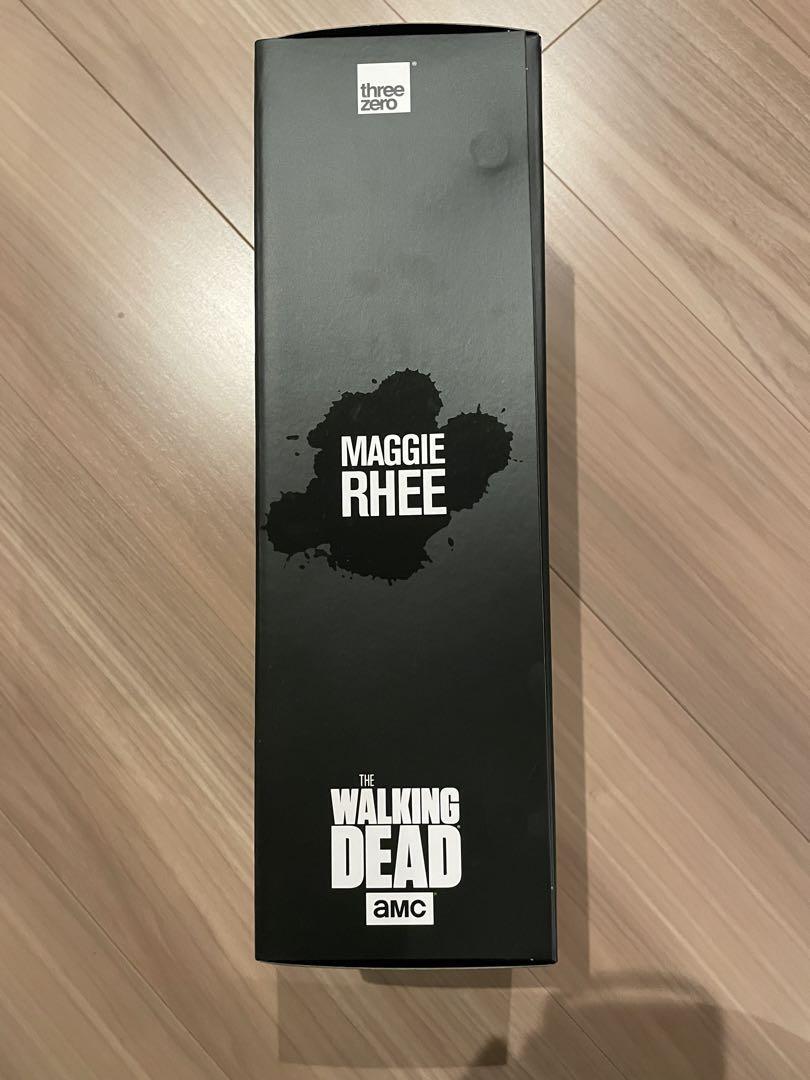 three
zero
MAGGIE
RHEE
THE
WALKING
DEAD
aMC